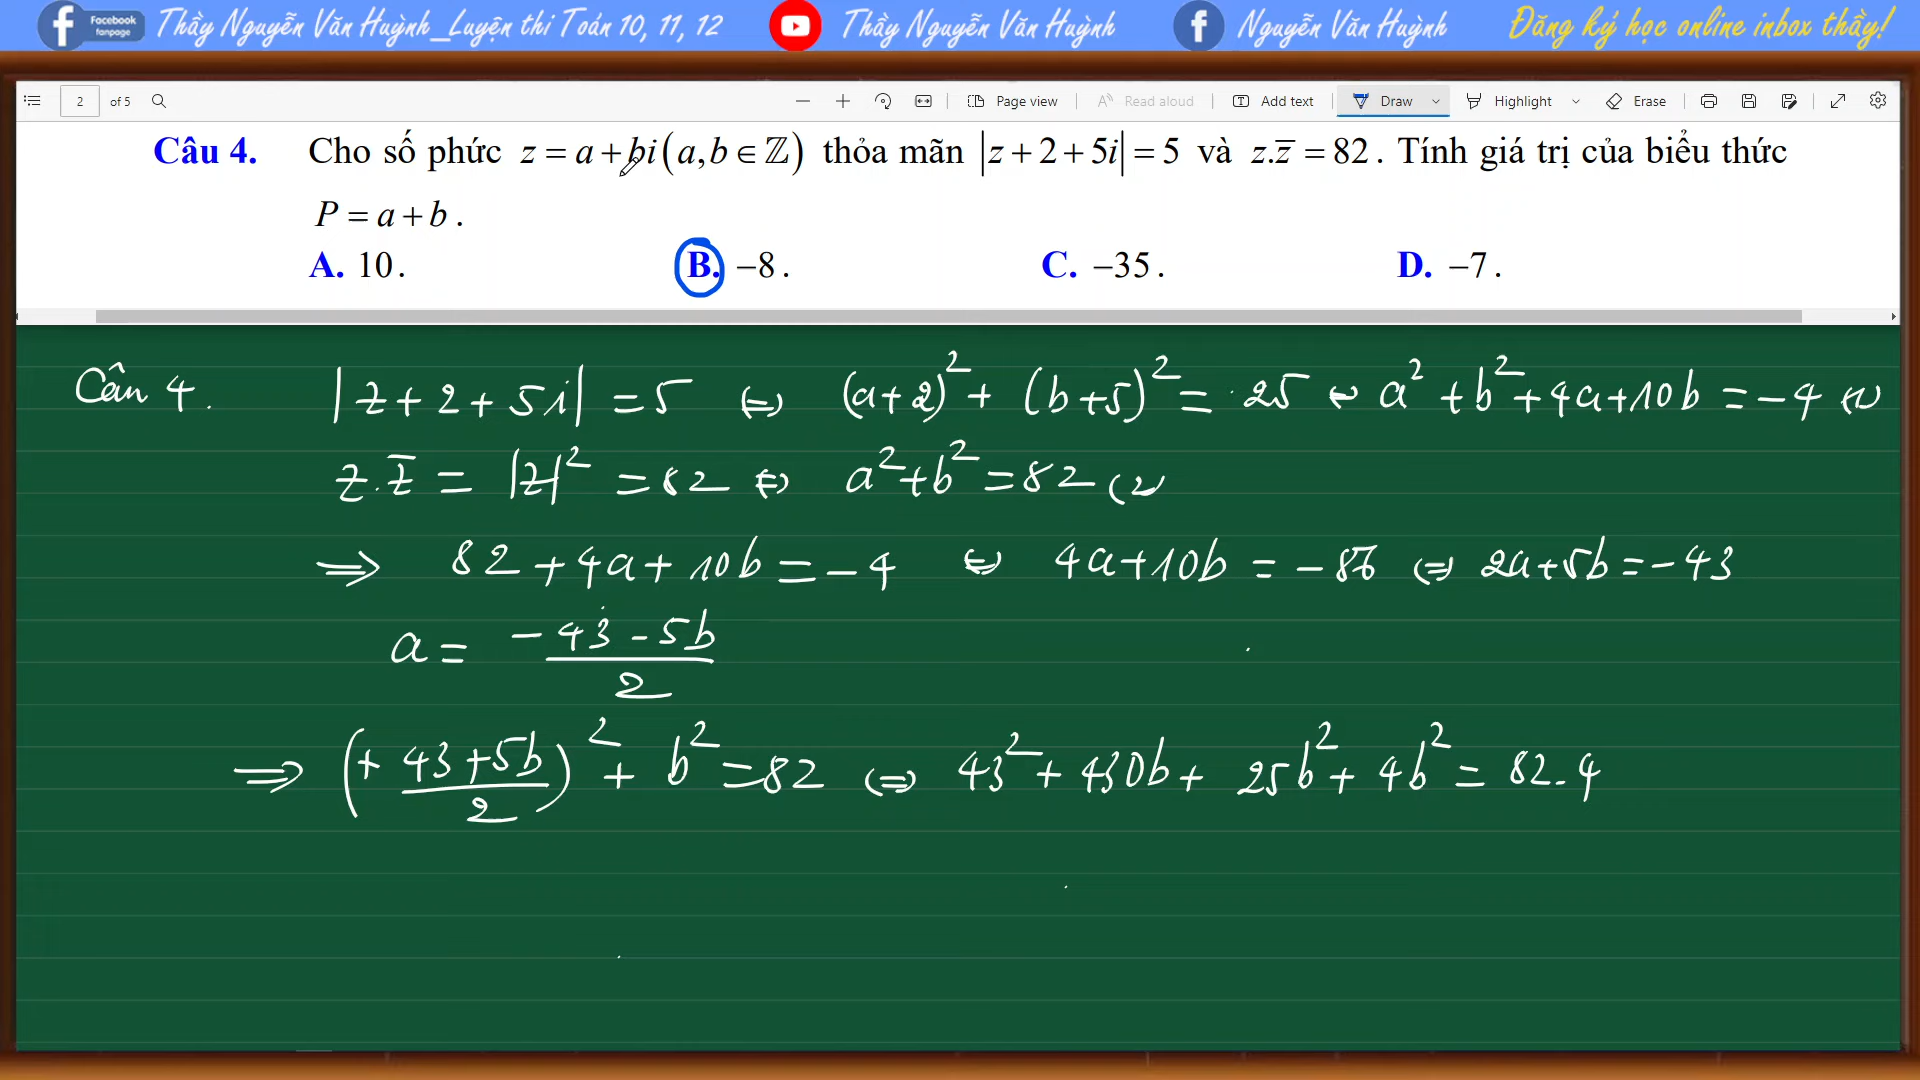 Facebook fanpage Thầy Nguyễn Văn Huỳnh_Luyện thi Toán 10, 11, 12 Thầy Nguyễn Văn Huỳnh Nguyễn Văn Huỳnh Đăng ký học online inbox thầy!
2 of 5 Page view Read aloud Add text Draw Highlight Erase
Câu 4. Cho số phức z = a + bi (a, b ∈ ℤ) thỏa mãn |z + 2 + 5i| = 5 và z.z̄ = 82. Tính giá trị của biểu thức
P = a + b.
A. 10. B. −8. C. −35. D. −7.
Câu 4. |z + 2 + 5i| = 5 ⇔ (a+2)² + (b+5)² = 25 ⇔ a² + b² + 4a + 10b = −4 (1)
z.z̄ = |z|² = 82 ⇔ a² + b² = 82 (2)
⇒ 82 + 4a + 10b = −4 ⇔ 4a + 10b = −86 ⇔ 2a + 5b = −43
a = (−43 − 5b)/2
⇒ (+ (43 + 5b)/2)² + b² = 82 ⇔ 43² + 430b + 25b² + 4b² = 82.4